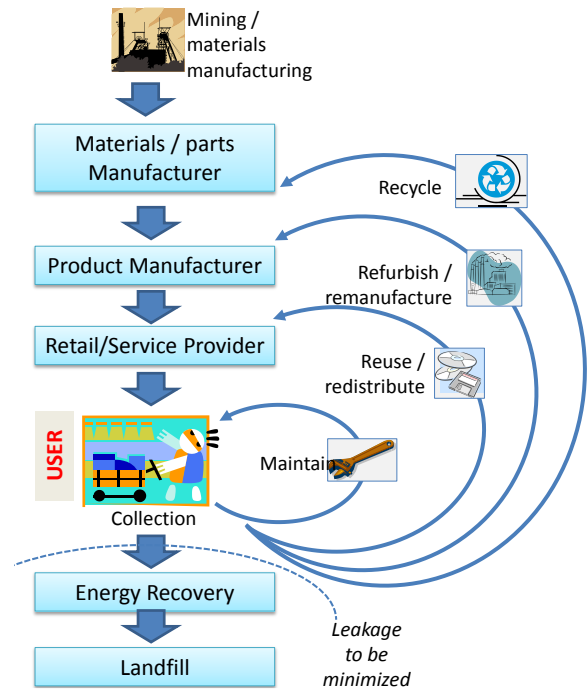 Mining /
materials
manufacturing
Materials / parts
Manufacturer
Recycle
Product Manufacturer
Refurbish /
remanufacture
Retail/Service Provider
Reuse /
redistribute
USER
Maintain
Collection
Energy Recovery
Leakage
to be
minimized
Landfill